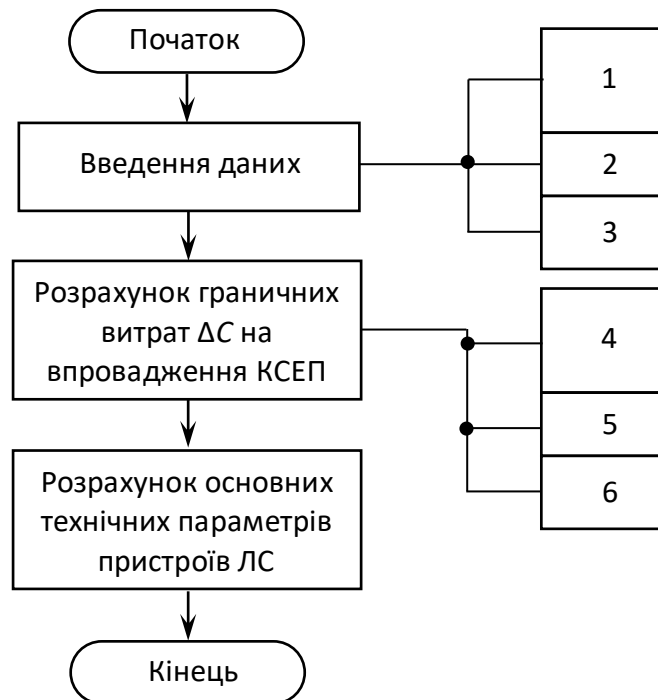 Початок
Введення даних
Розрахунок граничних
витрат ΔC на
впровадження КСЕП
Розрахунок основних
технічних параметрів
пристроїв ЛС
Кінець
1
2
3
4
5
6